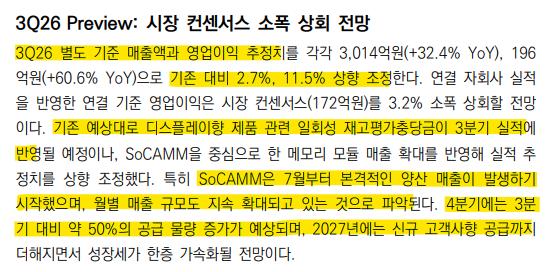 3Q26 Preview: 시장 컨센서스 소폭 상회 전망
3Q26 별도 기준 매출액과 영업이익 추정치를 각각 3,014억원(+32.4% YoY), 196
억원(+60.6% YoY)으로 기존 대비 2.7%, 11.5% 상향 조정한다. 연결 자회사 실적
을 반영한 연결 기준 영업이익은 시장 컨센서스(172억원)를 3.2% 소폭 상회할 전망
이다. 기존 예상대로 디스플레이향 제품 관련 일회성 재고평가충당금이 3분기 실적에
반영될 예정이나, SoCAMM을 중심으로 한 메모리 모듈 매출 확대를 반영해 실적 추
정치를 상향 조정했다. 특히 SoCAMM은 7월부터 본격적인 양산 매출이 발생하기
시작했으며, 월별 매출 규모도 지속 확대되고 있는 것으로 파악된다. 4분기에는 3분
기 대비 약 50%의 공급 물량 증가가 예상되며, 2027년에는 신규 고객사향 공급까지
더해지면서 성장세가 한층 가속화될 전망이다.